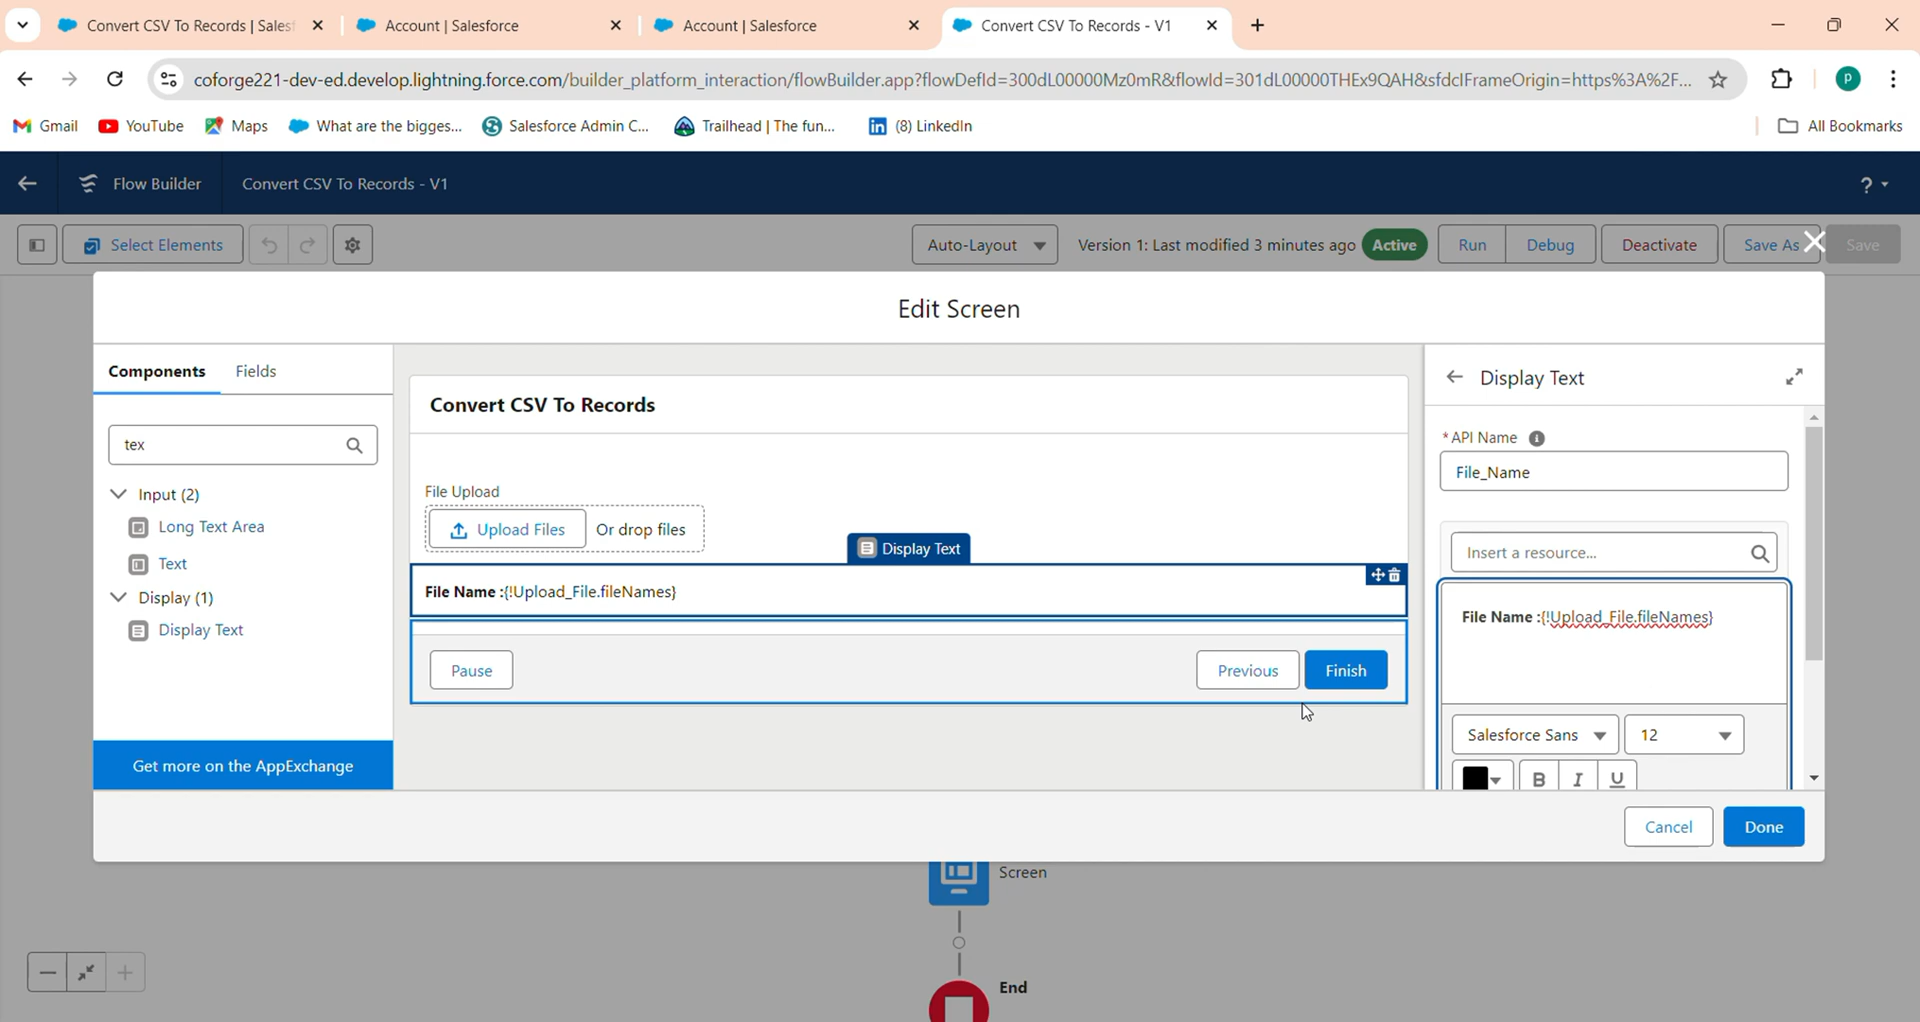 Convert CSV To Records | Sales
Account | Salesforce
Account | Salesforce
Convert CSV To Records - V1
coforge221-dev-ed.develop.lightning.force.com/builder_platform_interaction/flowBuilder.app?flowDefId=300dL00000Mz0mR&flowId=301dL00000THEx9QAH&sfdcIFrameOrigin=https%3A%2F...
P
Gmail
YouTube
Maps
What are the bigges...
Salesforce Admin C...
Trailhead | The fun...
(8) LinkedIn
All Bookmarks
Flow Builder
Convert CSV To Records - V1
?
Select Elements
Auto-Layout
Version 1: Last modified 3 minutes ago
Active
Run
Debug
Deactivate
Save As
Save
Edit Screen
Components
Fields
tex
Input (2)
Long Text Area
Text
Display (1)
Display Text
Get more on the AppExchange
Convert CSV To Records
File Upload
Upload Files
Or drop files
Display Text
File Name :{!Upload_File.fileNames}
Pause
Previous
Finish
Display Text
* API Name
File_Name
Insert a resource...
File Name :{!Upload_File.fileNames}
Salesforce Sans
12
B
I
U
Cancel
Done
Screen
End